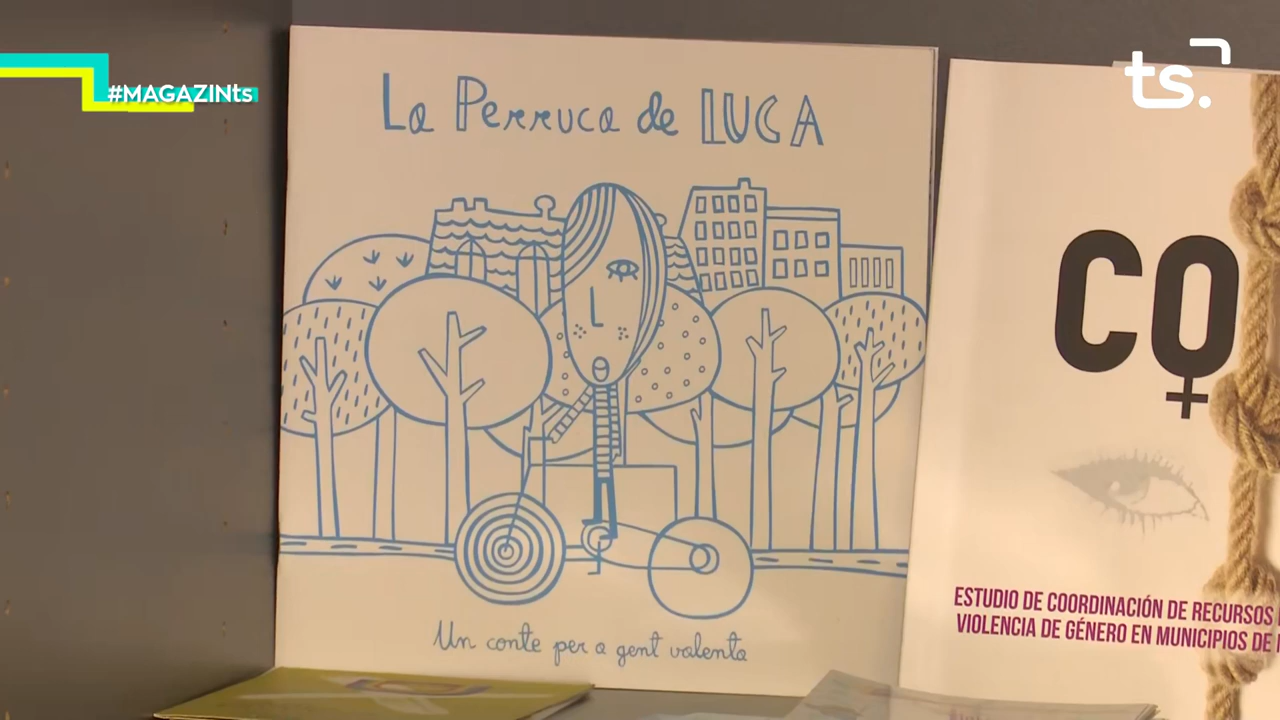 #MAGAZINts
ts.
La Perruca de LUCA
Un conte per a gent valenta
CO
ESTUDIO DE COORDINACIÓN DE RECURSOS
VIOLENCIA DE GÉNERO EN MUNICIPIOS DE